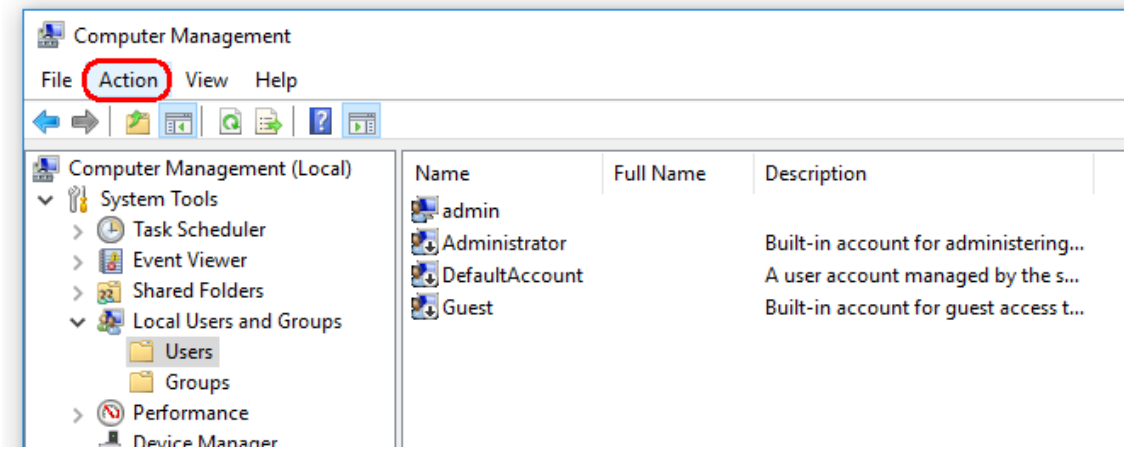 Computer Management
File Action View Help
Computer Management (Local)
System Tools
Task Scheduler
Event Viewer
Shared Folders
Local Users and Groups
Users
Groups
Performance
Device Manager
Name Full Name Description
admin
Administrator Built-in account for administering...
DefaultAccount A user account managed by the s...
Guest Built-in account for guest access t...